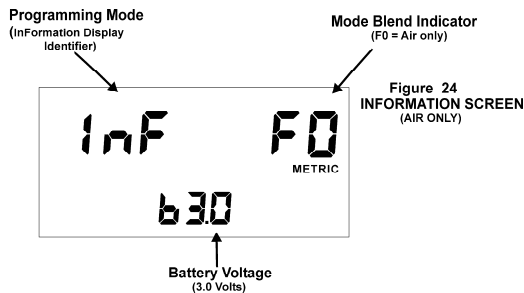 Programming Mode
(InFormation Display
Identifier)
Mode Blend Indicator
(F0 = Air only)
Figure 24
INFORMATION SCREEN
(AIR ONLY)
InF
F0
METRIC
b3.0
Battery Voltage
(3.0 Volts)